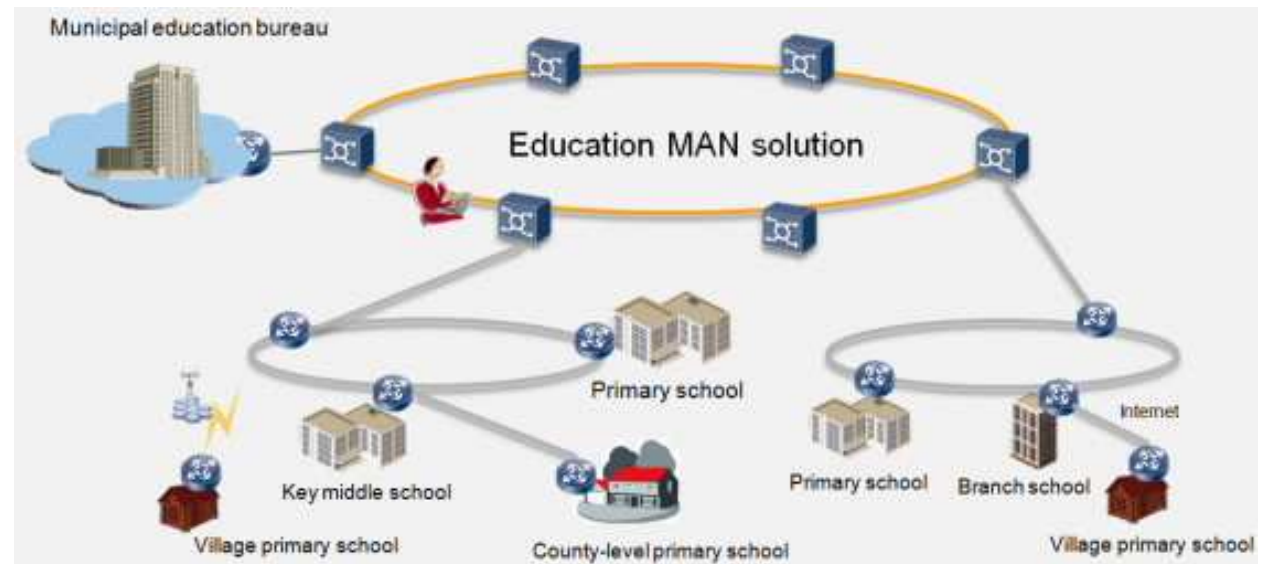 Municipal education bureau
Education MAN solution
Primary school
Internet
Key middle school
Primary school
Branch school
Village primary school
County-level primary school
Village primary school